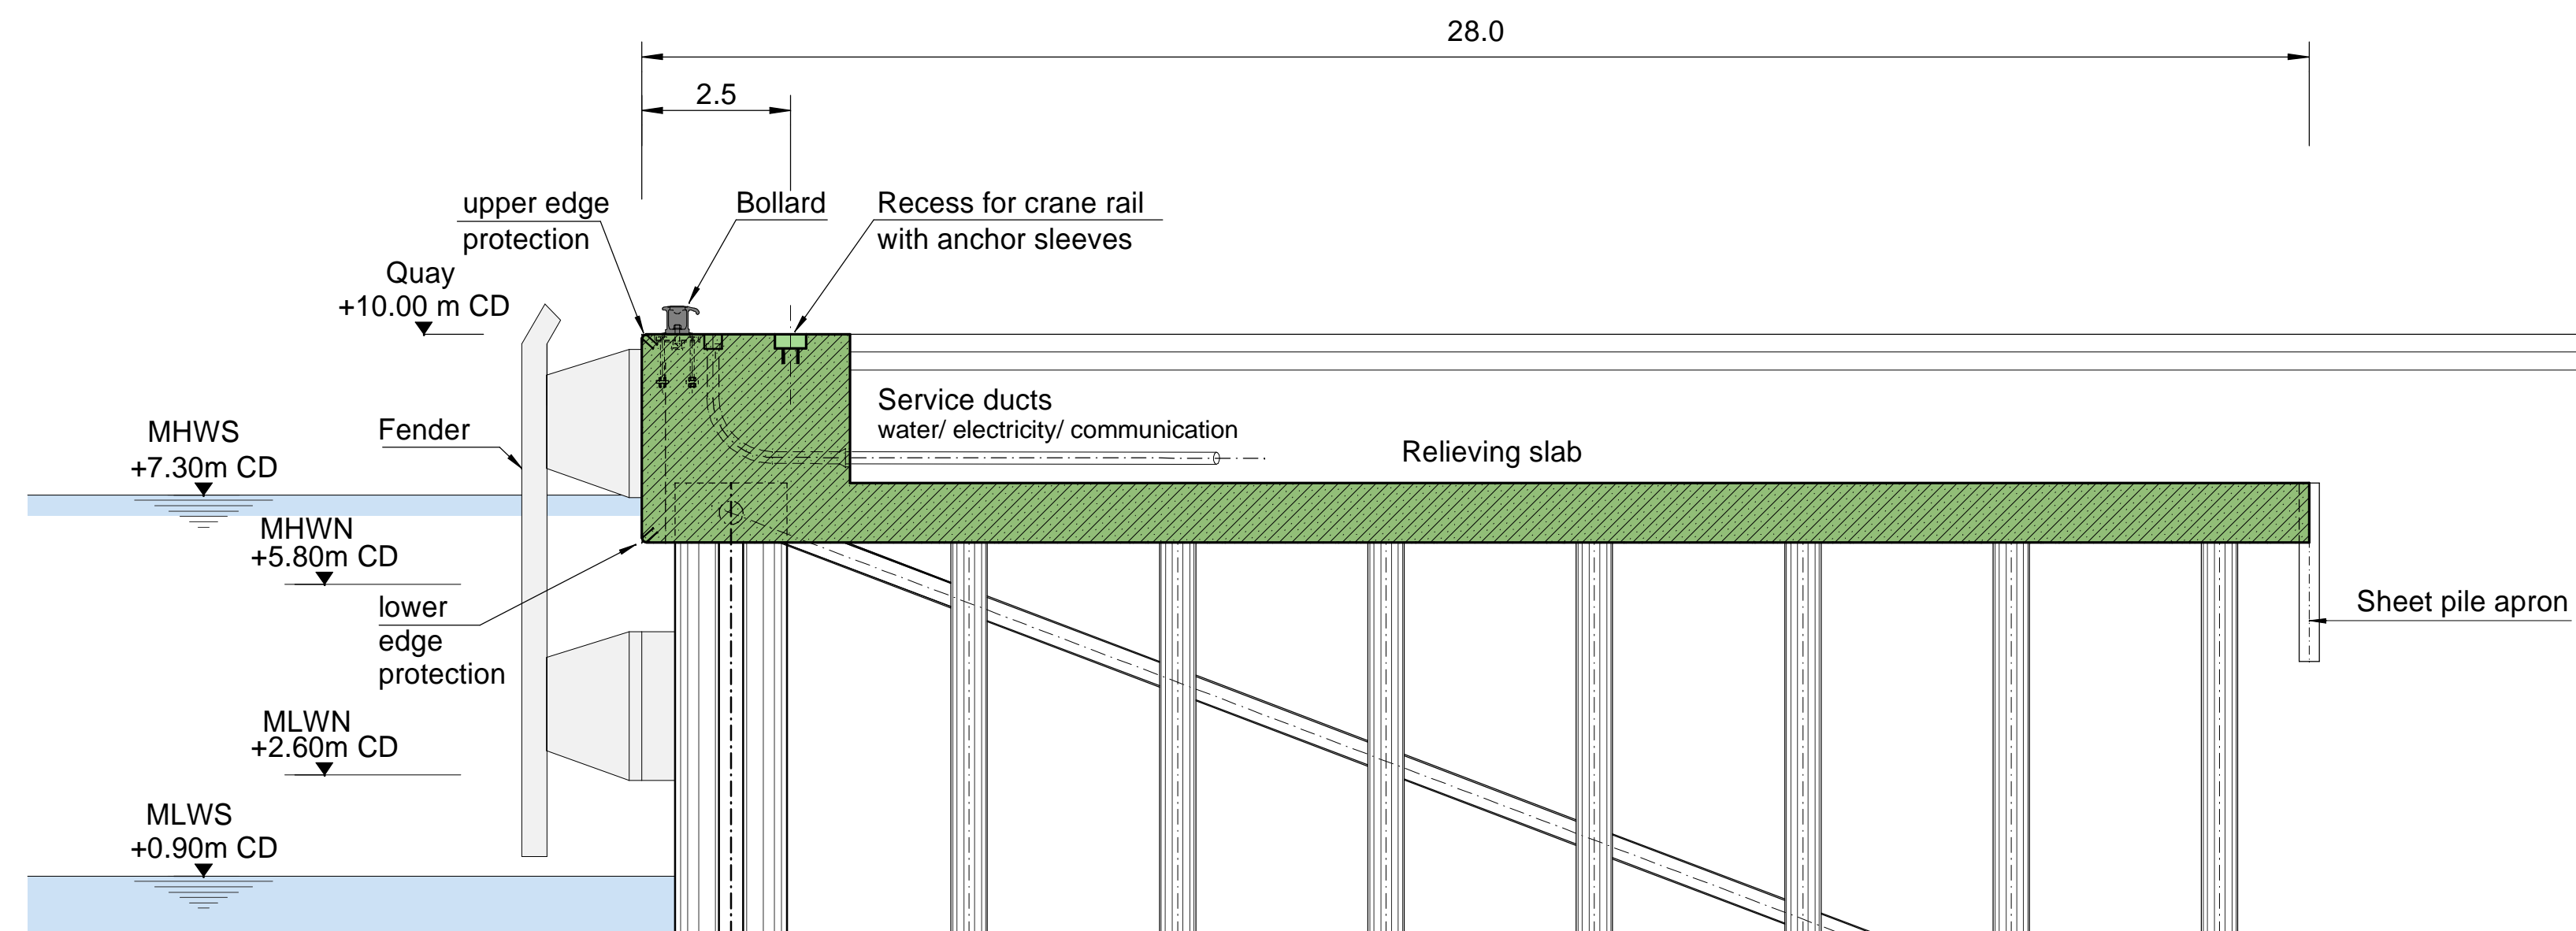 28.0
2.5
upper edge
protection
Bollard
Recess for crane rail
with anchor sleeves
Quay
+10.00 m CD
Service ducts
water/ electricity/ communication
Relieving slab
Fender
MHWS
+7.30m CD
MHWN
+5.80m CD
lower
edge
protection
Sheet pile apron
MLWN
+2.60m CD
MLWS
+0.90m CD